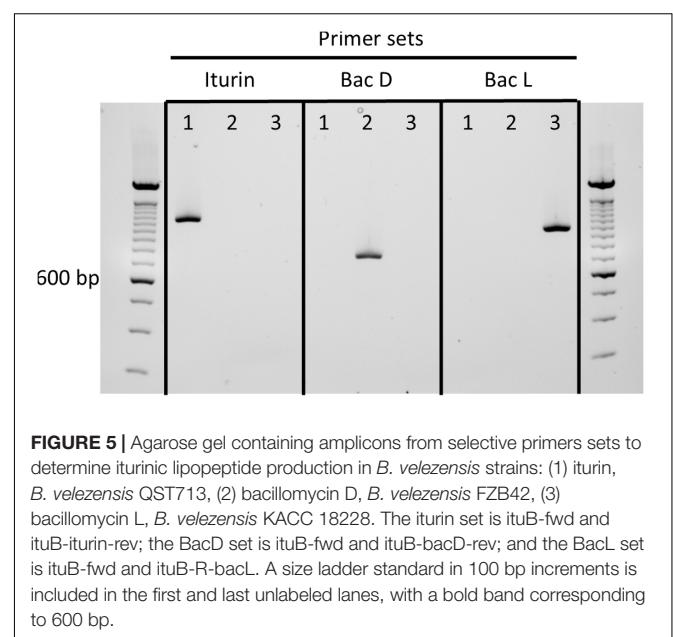 Primer sets
Iturin Bac D Bac L
1 2 3 1 2 3 1 2 3
600 bp
FIGURE 5 | Agarose gel containing amplicons from selective primers sets to
determine iturinic lipopeptide production in B. velezensis strains: (1) iturin,
B. velezensis QST713, (2) bacillomycin D, B. velezensis FZB42, (3)
bacillomycin L, B. velezensis KACC 18228. The iturin set is ituB-fwd and
ituB-iturin-rev; the BacD set is ituB-fwd and ituB-bacD-rev; and the BacL set
is ituB-fwd and ituB-R-bacL. A size ladder standard in 100 bp increments is
included in the first and last unlabeled lanes, with a bold band corresponding
to 600 bp.